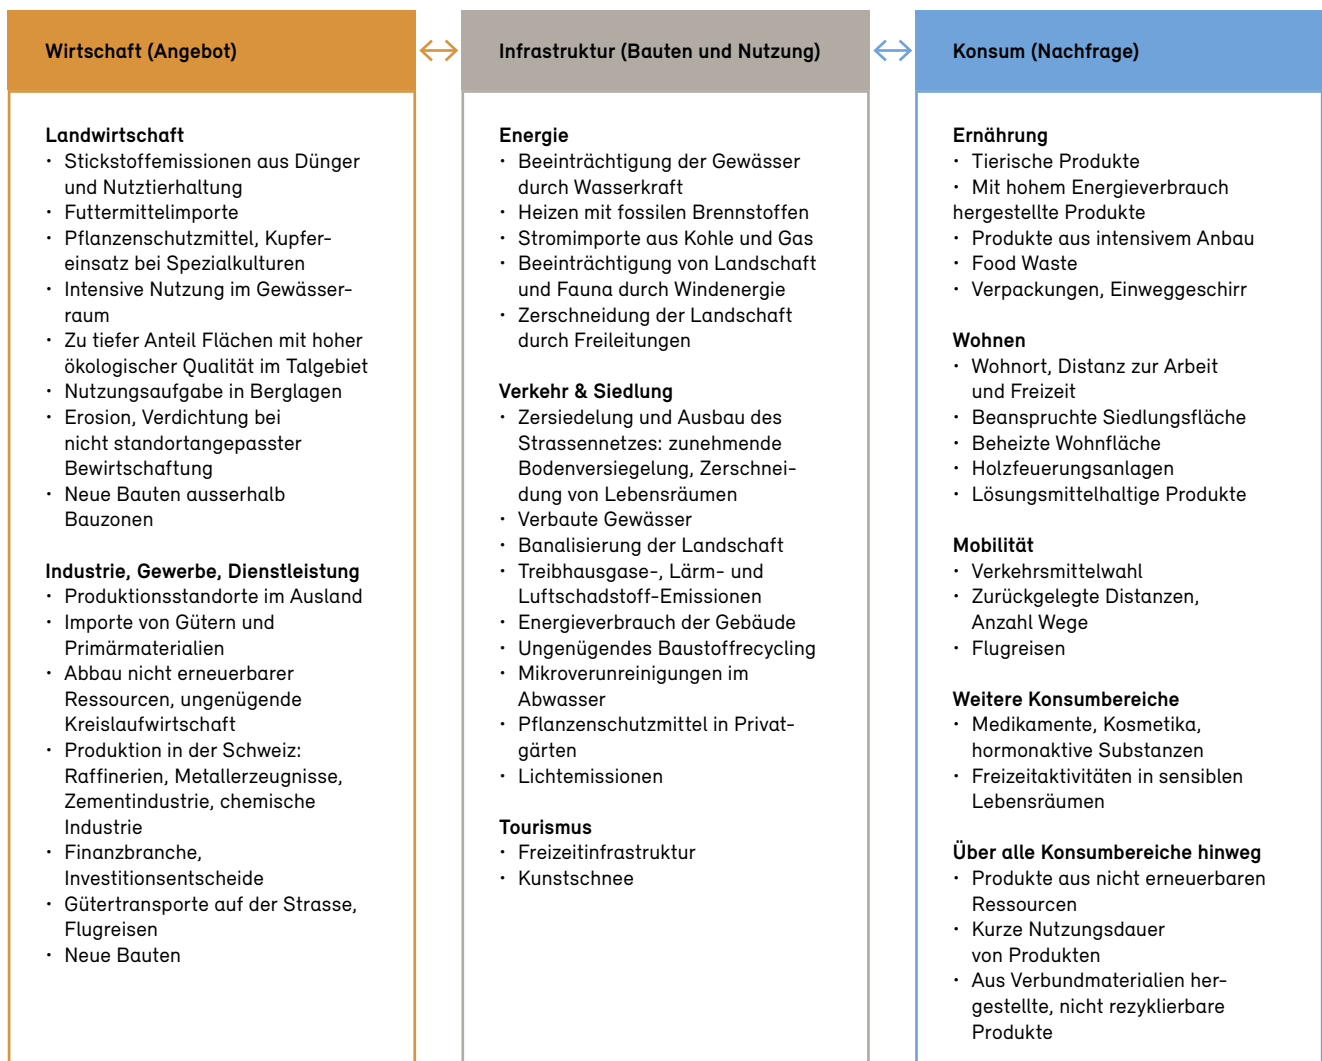 Wirtschaft (Angebot)
Landwirtschaft
· Stickstoffemissionen aus Dünger
und Nutztierhaltung
· Futtermittelimporte
· Pflanzenschutzmittel, Kupfer-
einsatz bei Spezialkulturen
· Intensive Nutzung im Gewässer-
raum
· Zu tiefer Anteil Flächen mit hoher
ökologischer Qualität im Talgebiet
· Nutzungsaufgabe in Berglagen
· Erosion, Verdichtung bei
nicht standortangepasster
Bewirtschaftung
· Neue Bauten ausserhalb
Bauzonen
Industrie, Gewerbe, Dienstleistung
· Produktionsstandorte im Ausland
· Importe von Gütern und
Primärmaterialien
· Abbau nicht erneuerbarer
Ressourcen, ungenügende
Kreislaufwirtschaft
· Produktion in der Schweiz:
Raffinerien, Metallerzeugnisse,
Zementindustrie, chemische
Industrie
· Finanzbranche,
Investitionsentscheide
· Gütertransporte auf der Strasse,
Flugreisen
· Neue Bauten
Infrastruktur (Bauten und Nutzung)
Energie
· Beeinträchtigung der Gewässer
durch Wasserkraft
· Heizen mit fossilen Brennstoffen
· Stromimporte aus Kohle und Gas
· Beeinträchtigung von Landschaft
und Fauna durch Windenergie
· Zerschneidung der Landschaft
durch Freileitungen
Verkehr & Siedlung
· Zersiedelung und Ausbau des
Strassennetzes: zunehmende
Bodenversiegelung, Zerschnei-
dung von Lebensräumen
· Verbaute Gewässer
· Banalisierung der Landschaft
· Treibhausgase-, Lärm- und
Luftschadstoff-Emissionen
· Energieverbrauch der Gebäude
· Ungenügendes Baustoffrecycling
· Mikroverunreinigungen im
Abwasser
· Pflanzenschutzmittel in Privat-
gärten
· Lichtemissionen
Tourismus
· Freizeitinfrastruktur
· Kunstschnee
Konsum (Nachfrage)
Ernährung
· Tierische Produkte
· Mit hohem Energieverbrauch
hergestellte Produkte
· Produkte aus intensivem Anbau
· Food Waste
· Verpackungen, Einweggeschirr
Wohnen
· Wohnort, Distanz zur Arbeit
und Freizeit
· Beanspruchte Siedlungsfläche
· Beheizte Wohnfläche
· Holzfeuerungsanlagen
· Lösungsmittelhaltige Produkte
Mobilität
· Verkehrsmittelwahl
· Zurückgelegte Distanzen,
Anzahl Wege
· Flugreisen
Weitere Konsumbereiche
· Medikamente, Kosmetika,
hormonaktive Substanzen
· Freizeitaktivitäten in sensiblen
Lebensräumen
Über alle Konsumbereiche hinweg
· Produkte aus nicht erneuerbaren
Ressourcen
· Kurze Nutzungsdauer
von Produkten
· Aus Verbundmaterialien her-
gestellte, nicht rezyklierbare
Produkte